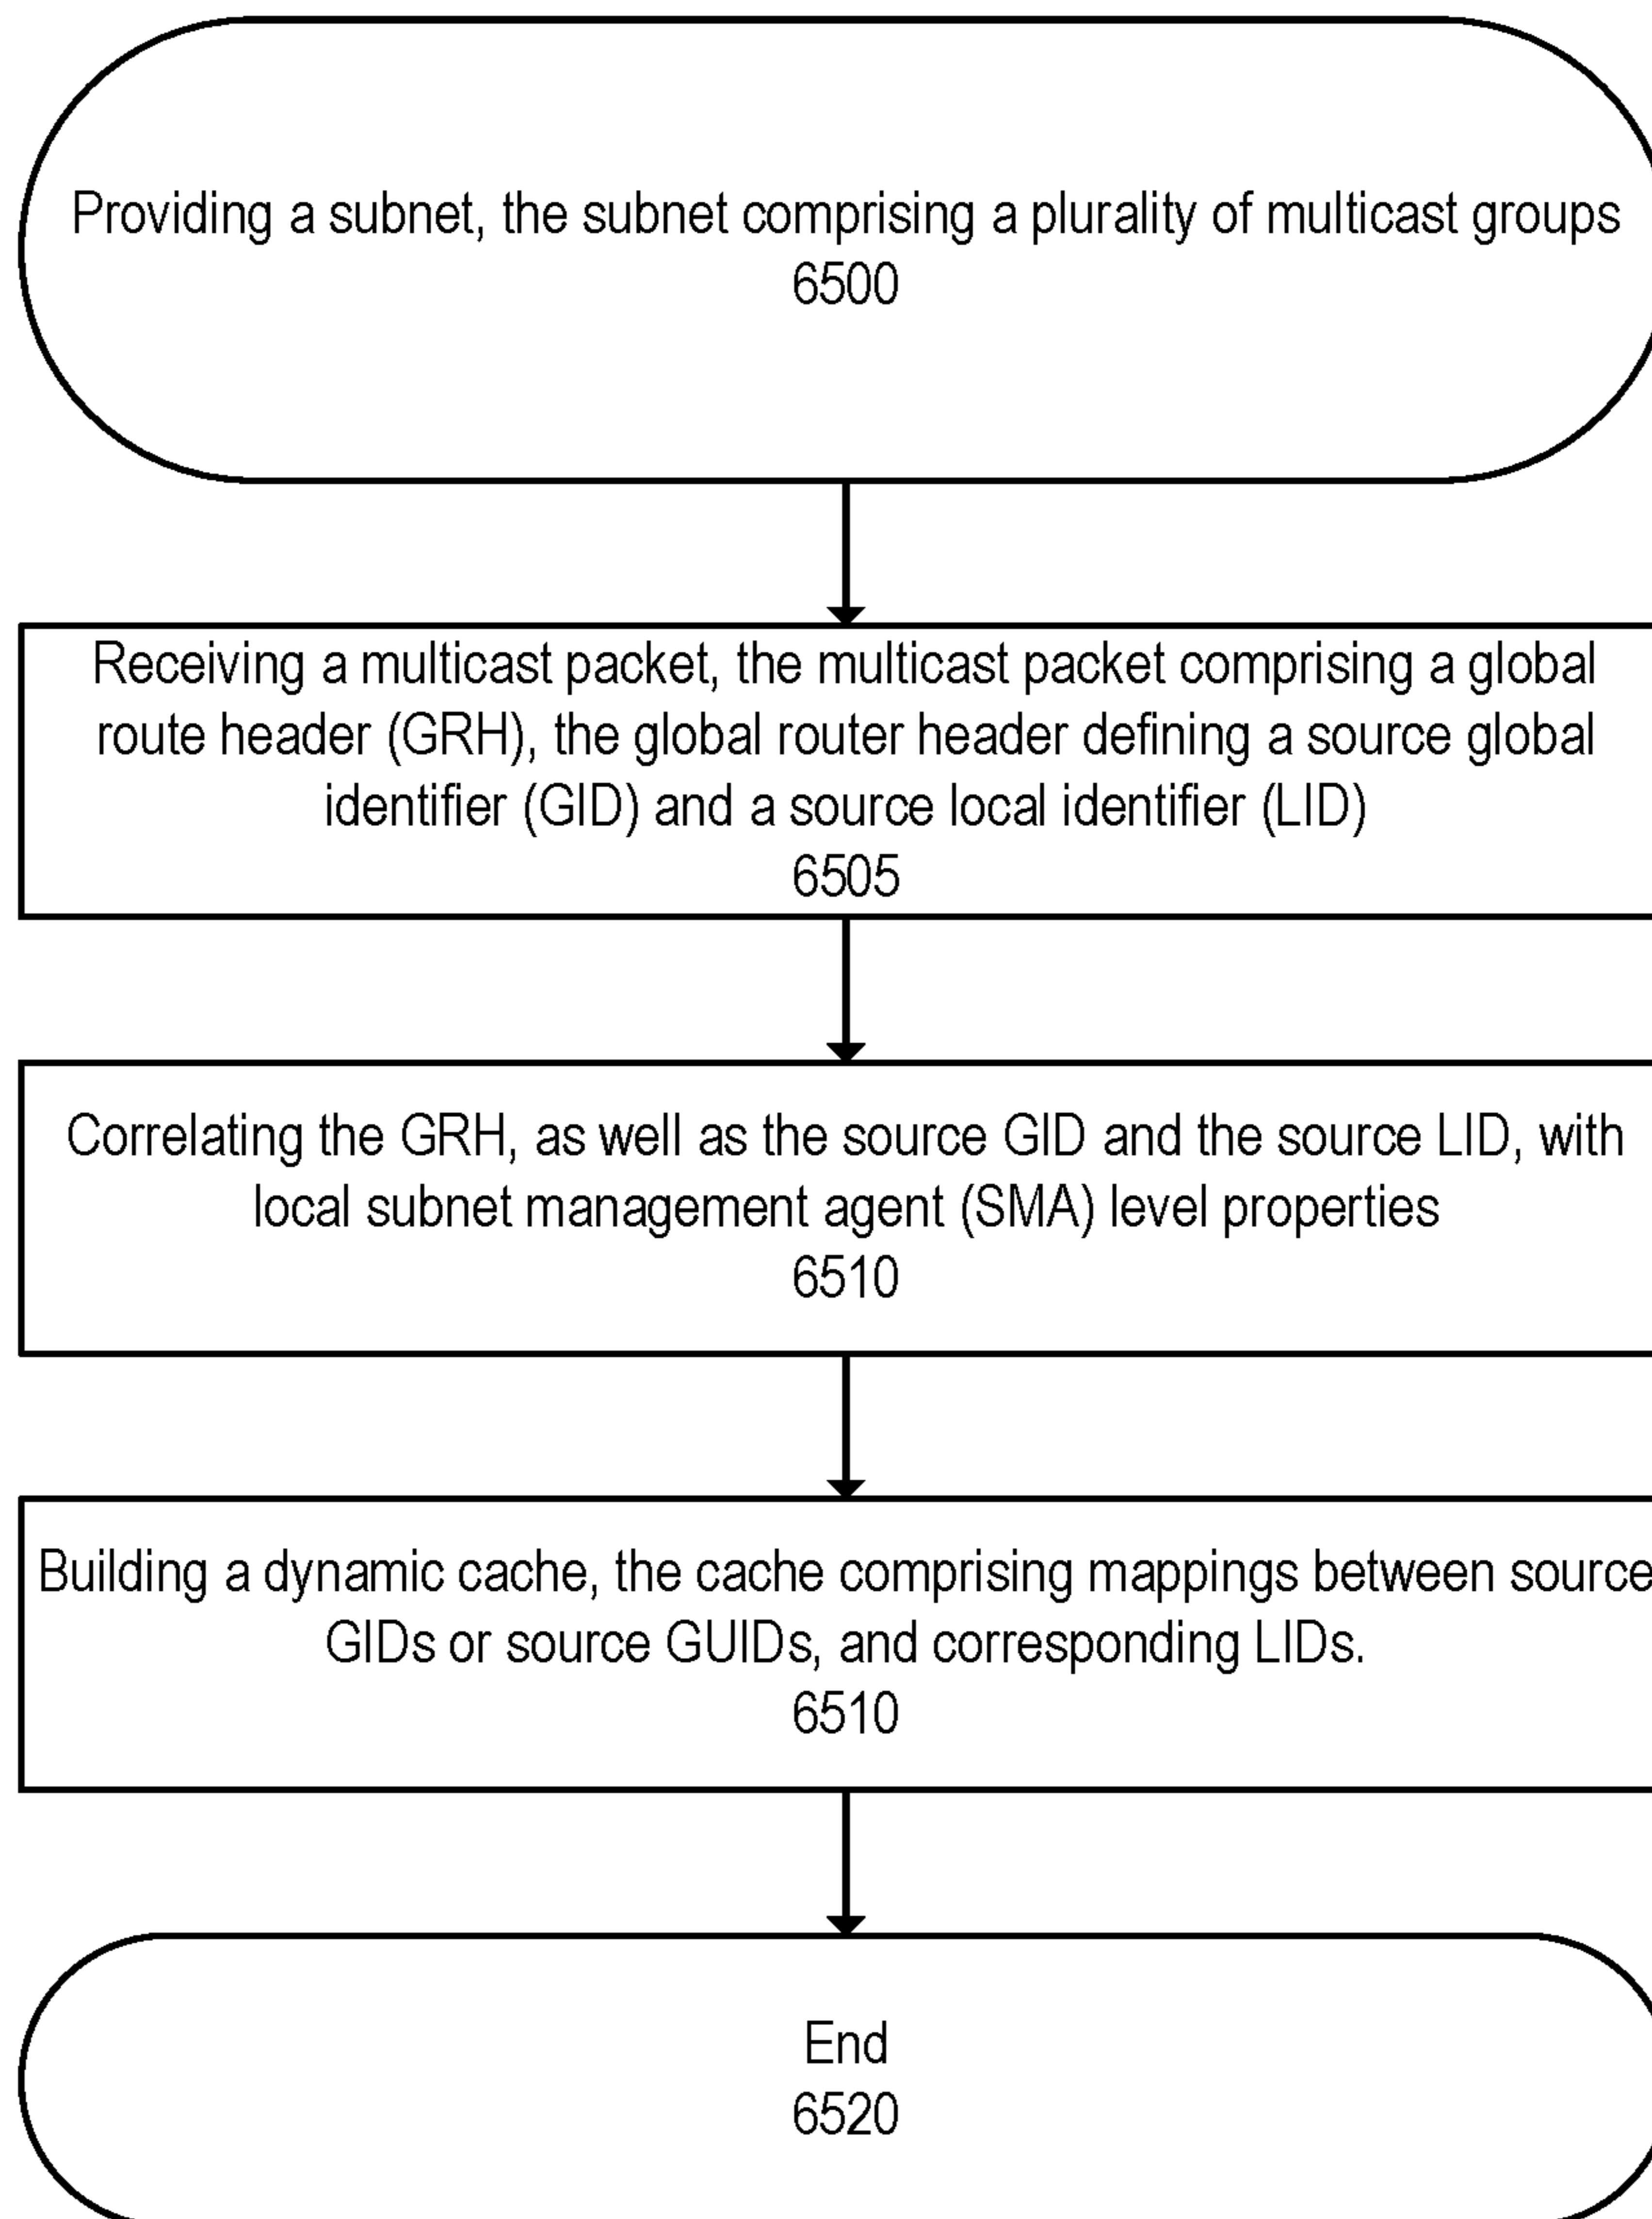 Providing a subnet, the subnet comprising a plurality of multicast groups
6500
Receiving a multicast packet, the multicast packet comprising a global
route header (GRH), the global router header defining a source global
identifier (GID) and a source local identifier (LID)
6505
Correlating the GRH, as well as the source GID and the source LID, with
local subnet management agent (SMA) level properties
6510
Building a dynamic cache, the cache comprising mappings between source
GIDs or source GUIDs, and corresponding LIDs.
6510
End
6520